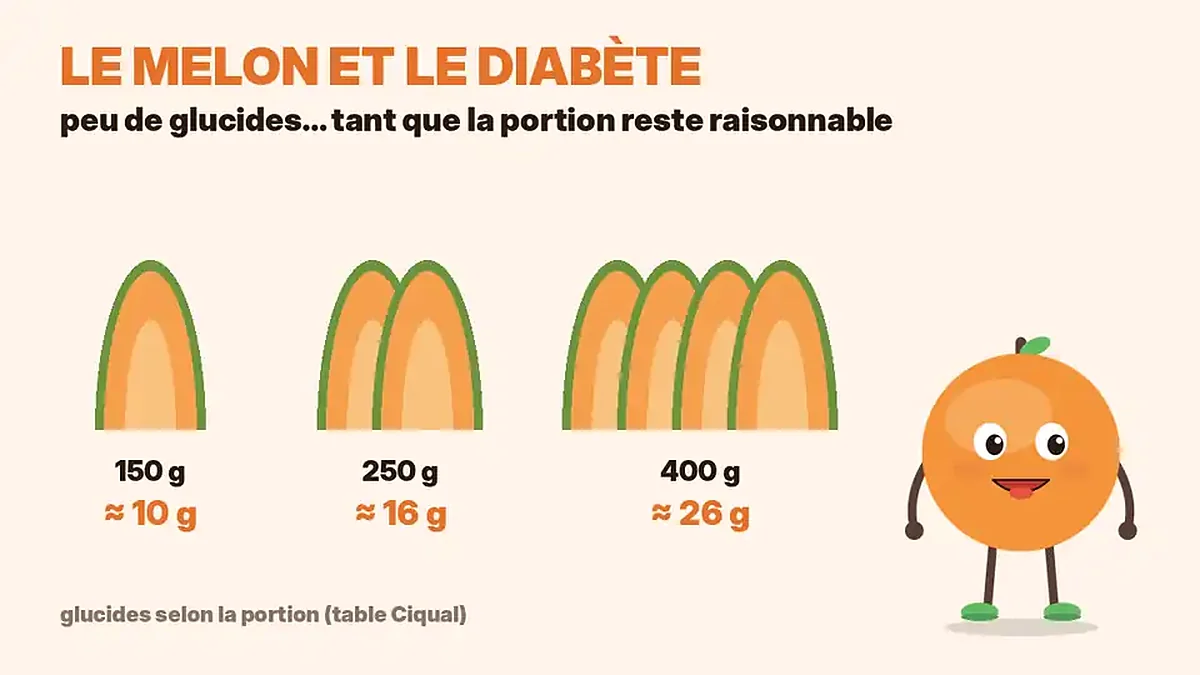 LE MELON ET LE DIABÈTE
peu de glucides... tant que la portion reste raisonnable
150 g
≈ 10 g
250 g
≈ 16 g
400 g
≈ 26 g
glucides selon la portion (table Ciqual)